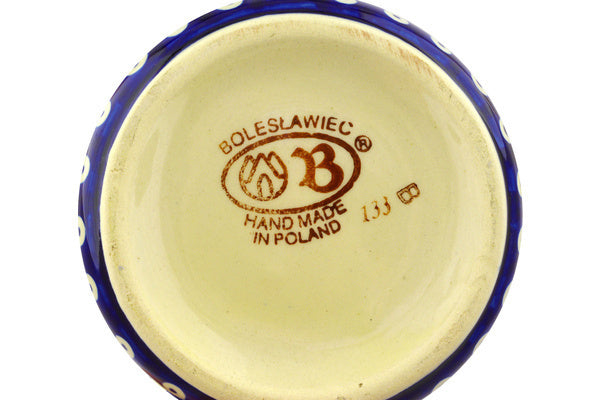 BOLESŁAWIEC ®
B
HAND MADE
IN POLAND
133